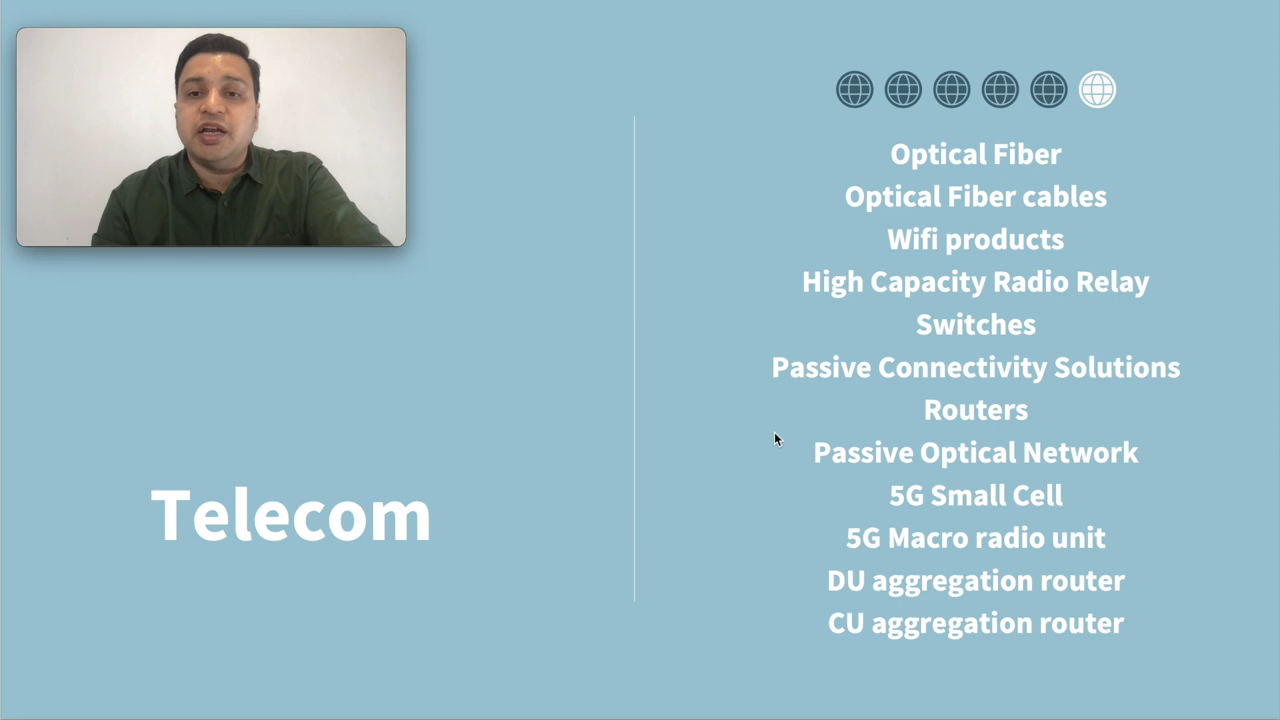 Telecom
Optical Fiber
Optical Fiber cables
Wifi products
High Capacity Radio Relay
Switches
Passive Connectivity Solutions
Routers
Passive Optical Network
5G Small Cell
5G Macro radio unit
DU aggregation router
CU aggregation router